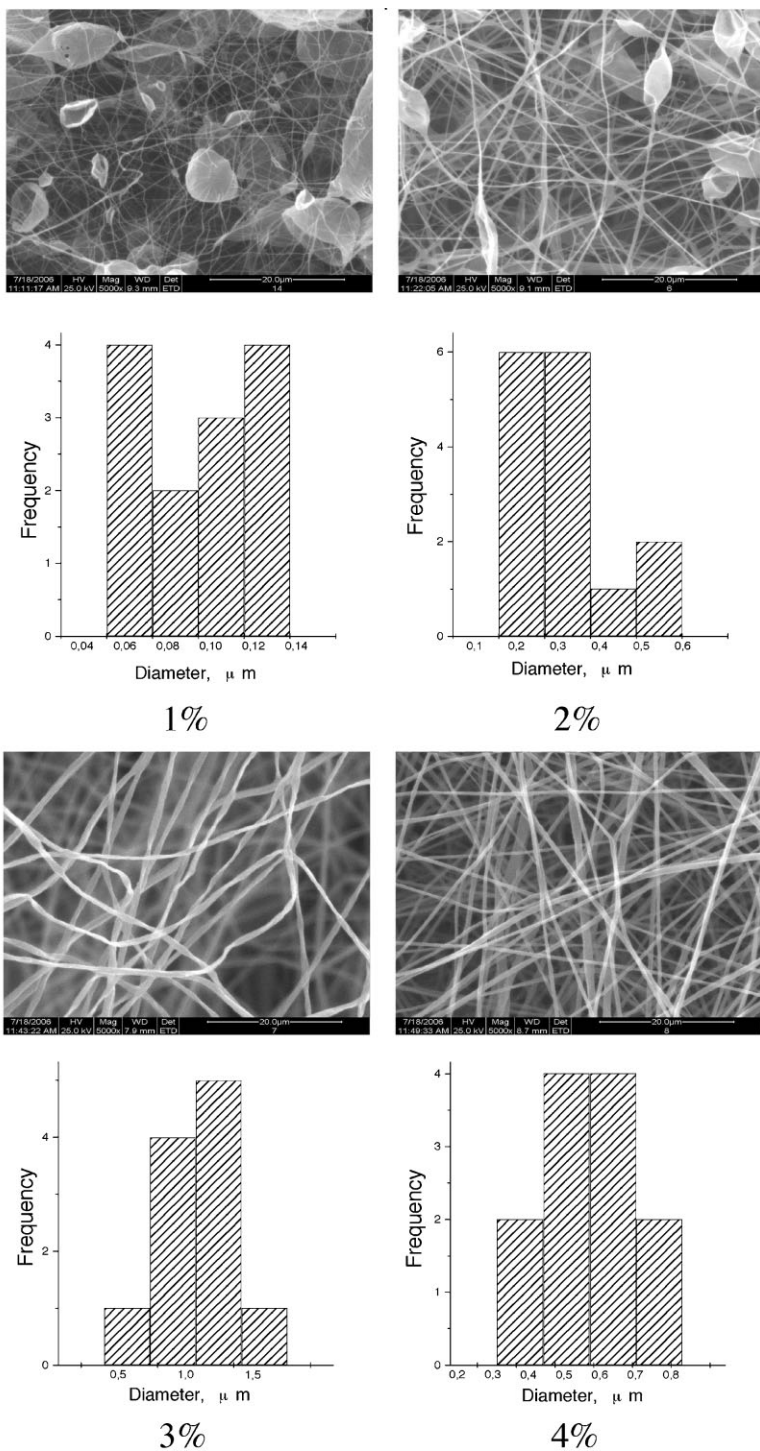 7/18/2006 HV Mag WD Det 20.0µm
11:11:17 AM 25.0 kV 5000x 9.3 mm ETD 14
7/18/2006 HV Mag WD Det 20.0µm
11:22:05 AM 25.0 kV 5000x 9.1 mm ETD 6
4
3
2
1
0
Frequency
0,04 0,06 0,08 0,10 0,12 0,14
Diameter, µ m
1%
6
4
2
0
Frequency
0,1 0,2 0,3 0,4 0,5 0,6
Diameter, µ m
2%
7/18/2006 HV Mag WD Det 20.0µm
11:43:22 AM 25.0 kV 5000x 7.9 mm ETD 7
7/18/2006 HV Mag WD Det 20.0µm
11:49:33 AM 25.0 kV 5000x 8.7 mm ETD 8
4
2
0
Frequency
0,5 1,0 1,5
Diameter, µ m
3%
4
3
2
1
0
Frequency
0,2 0,3 0,4 0,5 0,6 0,7 0,8
Diameter, µ m
4%